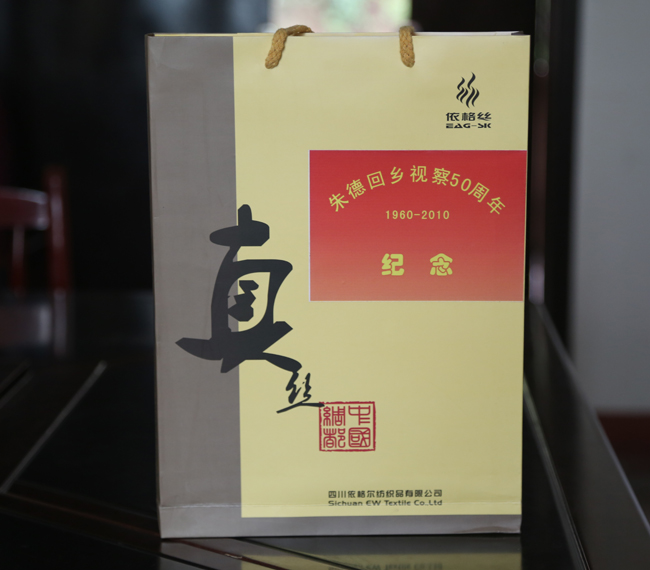 依格丝
EAG-SK
朱德回乡视察50周年
1960-2010
纪念
真
丝
中國
綢都
四川依格尔纺织品有限公司
Sichuan EW Textile Co.,Ltd